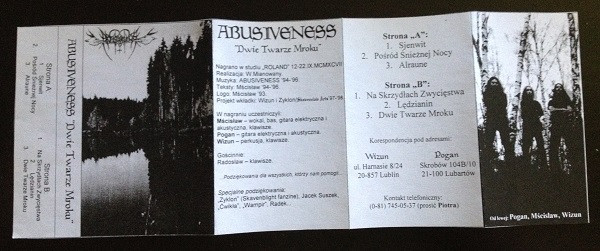 Strona A
1. Sjenwit
2. Pośród Śnieżnej Nocy
3. Alraune
Strona B
1. Na Skrzydłach Zwycięstwa
2. Lędzianin
3. Dwie Twarze Mroku
ABUSIVENESS "Dwie Twarze Mroku"
ABUSIVENESS
"Dwie Twarze Mroku"
Nagrano w studiu „ROLAND" 12-22.IX.MCMXCVII
Realizacja: W.Mianowany.
Muzyka: ABUSIVENESS '94-'96.
Teksty: Mścisław '94-'96.
Logo: Mścisław '93.
Projekt wkładki: Wizun i Zyklon
W nagraniu uczestniczyli:
Mścisław – wokal, bas, gitara elektryczna i
akustyczna, klawisze.
Pogan – gitara elektryczna i akustyczna.
Wizun – perkusja, klawisze.
Gościnnie:
Radosław – klawisze.
Podziękowania dla wszystkich, którzy nam pomogli...
Specjalne podziękowania:
„Zyklon" (Skavenblight fanzine), Jacek Suszek,
„Ćwikła", „Wampir", Radek...
Strona „A":
1. Sjenwit
2. Pośród Śnieżnej Nocy
3. Alraune
Strona „B":
1. Na Skrzydłach Zwycięstwa
2. Lędzianin
3. Dwie Twarze Mroku
Korespondencja pod adresami:
Wizun
ul. Harnasie 8/24
20-857 Lublin
Pogan
Skrobów 104B/10
21-100 Lubartów
Kontakt telefoniczny:
(0-81) 745-05-37 (prosić Piotra)
Od lewej: Pogan, Mścisław, Wizun